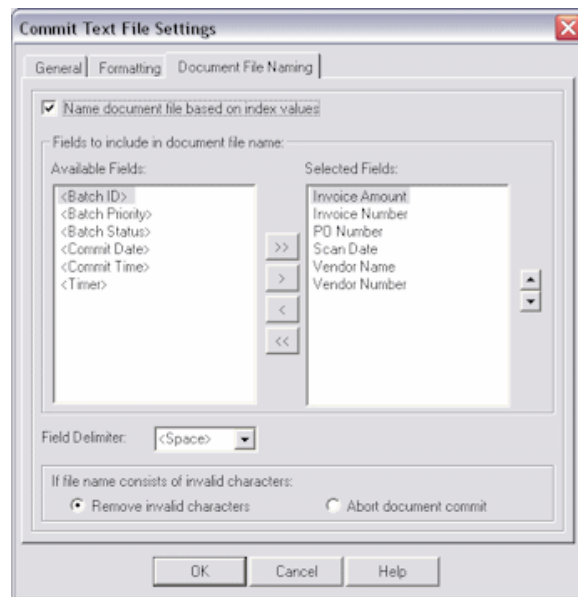 Commit Text File Settings
General Formatting Document File Naming
Name document file based on index values
Fields to include in document file name:
Available Fields: Selected Fields:
<Batch ID> Invoice Amount
<Batch Priority> Invoice Number
<Batch Status> PO Number
<Commit Date> >> Scan Date
<Commit Time> Vendor Name
<Timer> > Vendor Number
<
<<
Field Delimiter: <Space>
If file name consists of invalid characters:
Remove invalid characters Abort document commit
OK Cancel Help